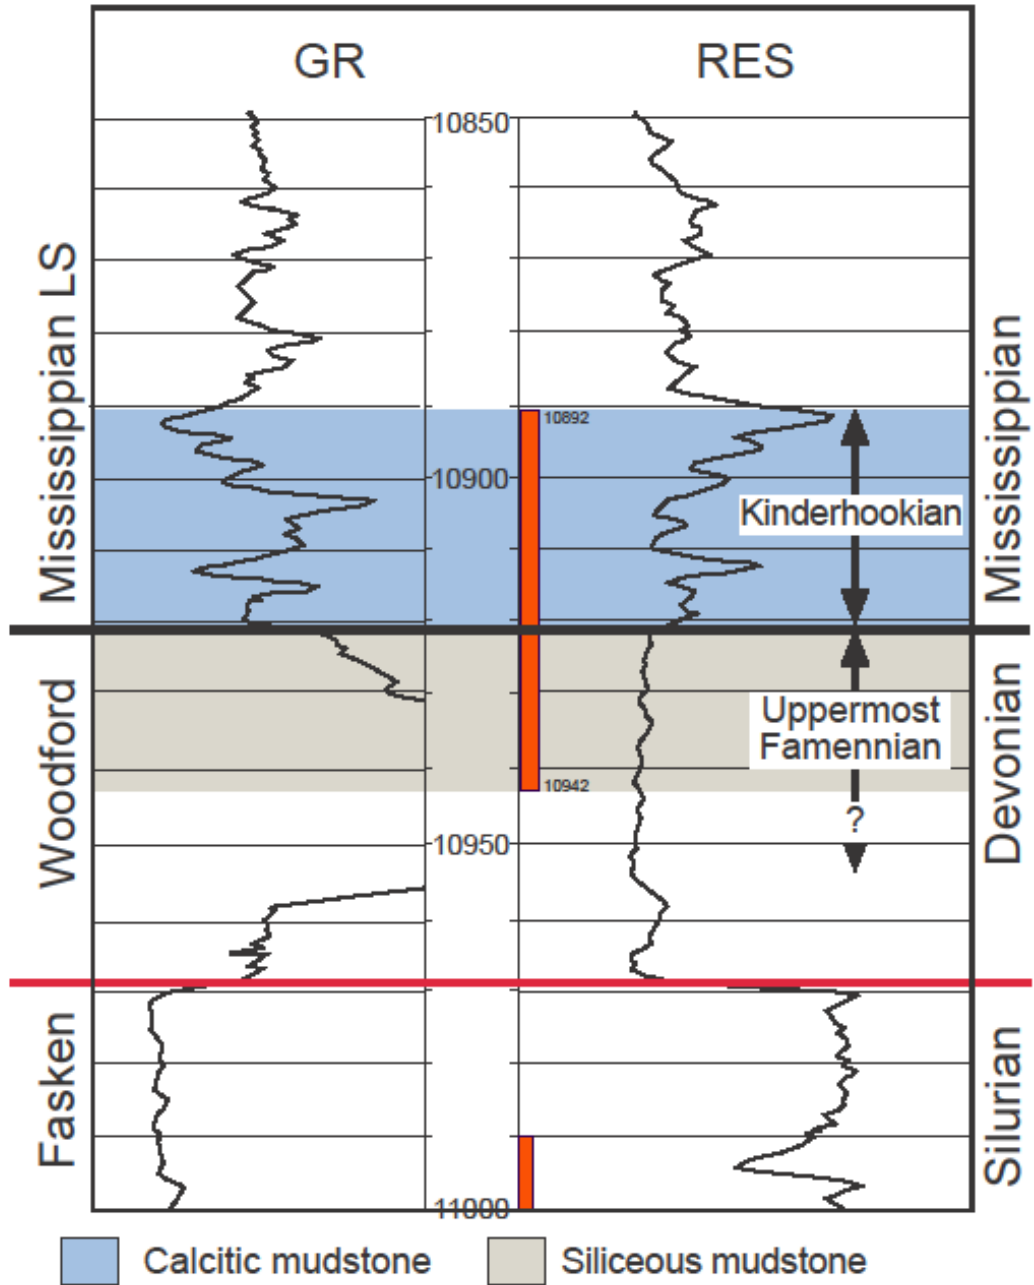 GR
RES
10850
Mississippian LS
Mississippian
10892
10900
Kinderhookian
Woodford
Devonian
Uppermost
Famennian
10942
?
10950
Fasken
Silurian
11000
Calcitic mudstone
Siliceous mudstone